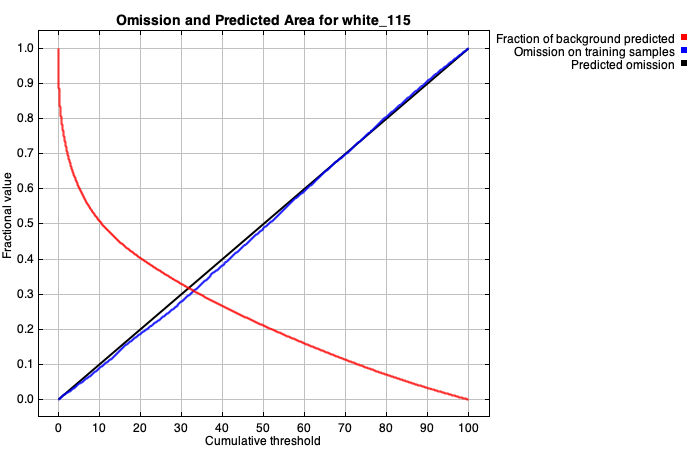 Omission and Predicted Area for white_115
Fraction of background predicted
Omission on training samples
Predicted omission
Fractional value
1.0
0.9
0.8
0.7
0.6
0.5
0.4
0.3
0.2
0.1
0.0
0 10 20 30 40 50 60 70 80 90 100
Cumulative threshold